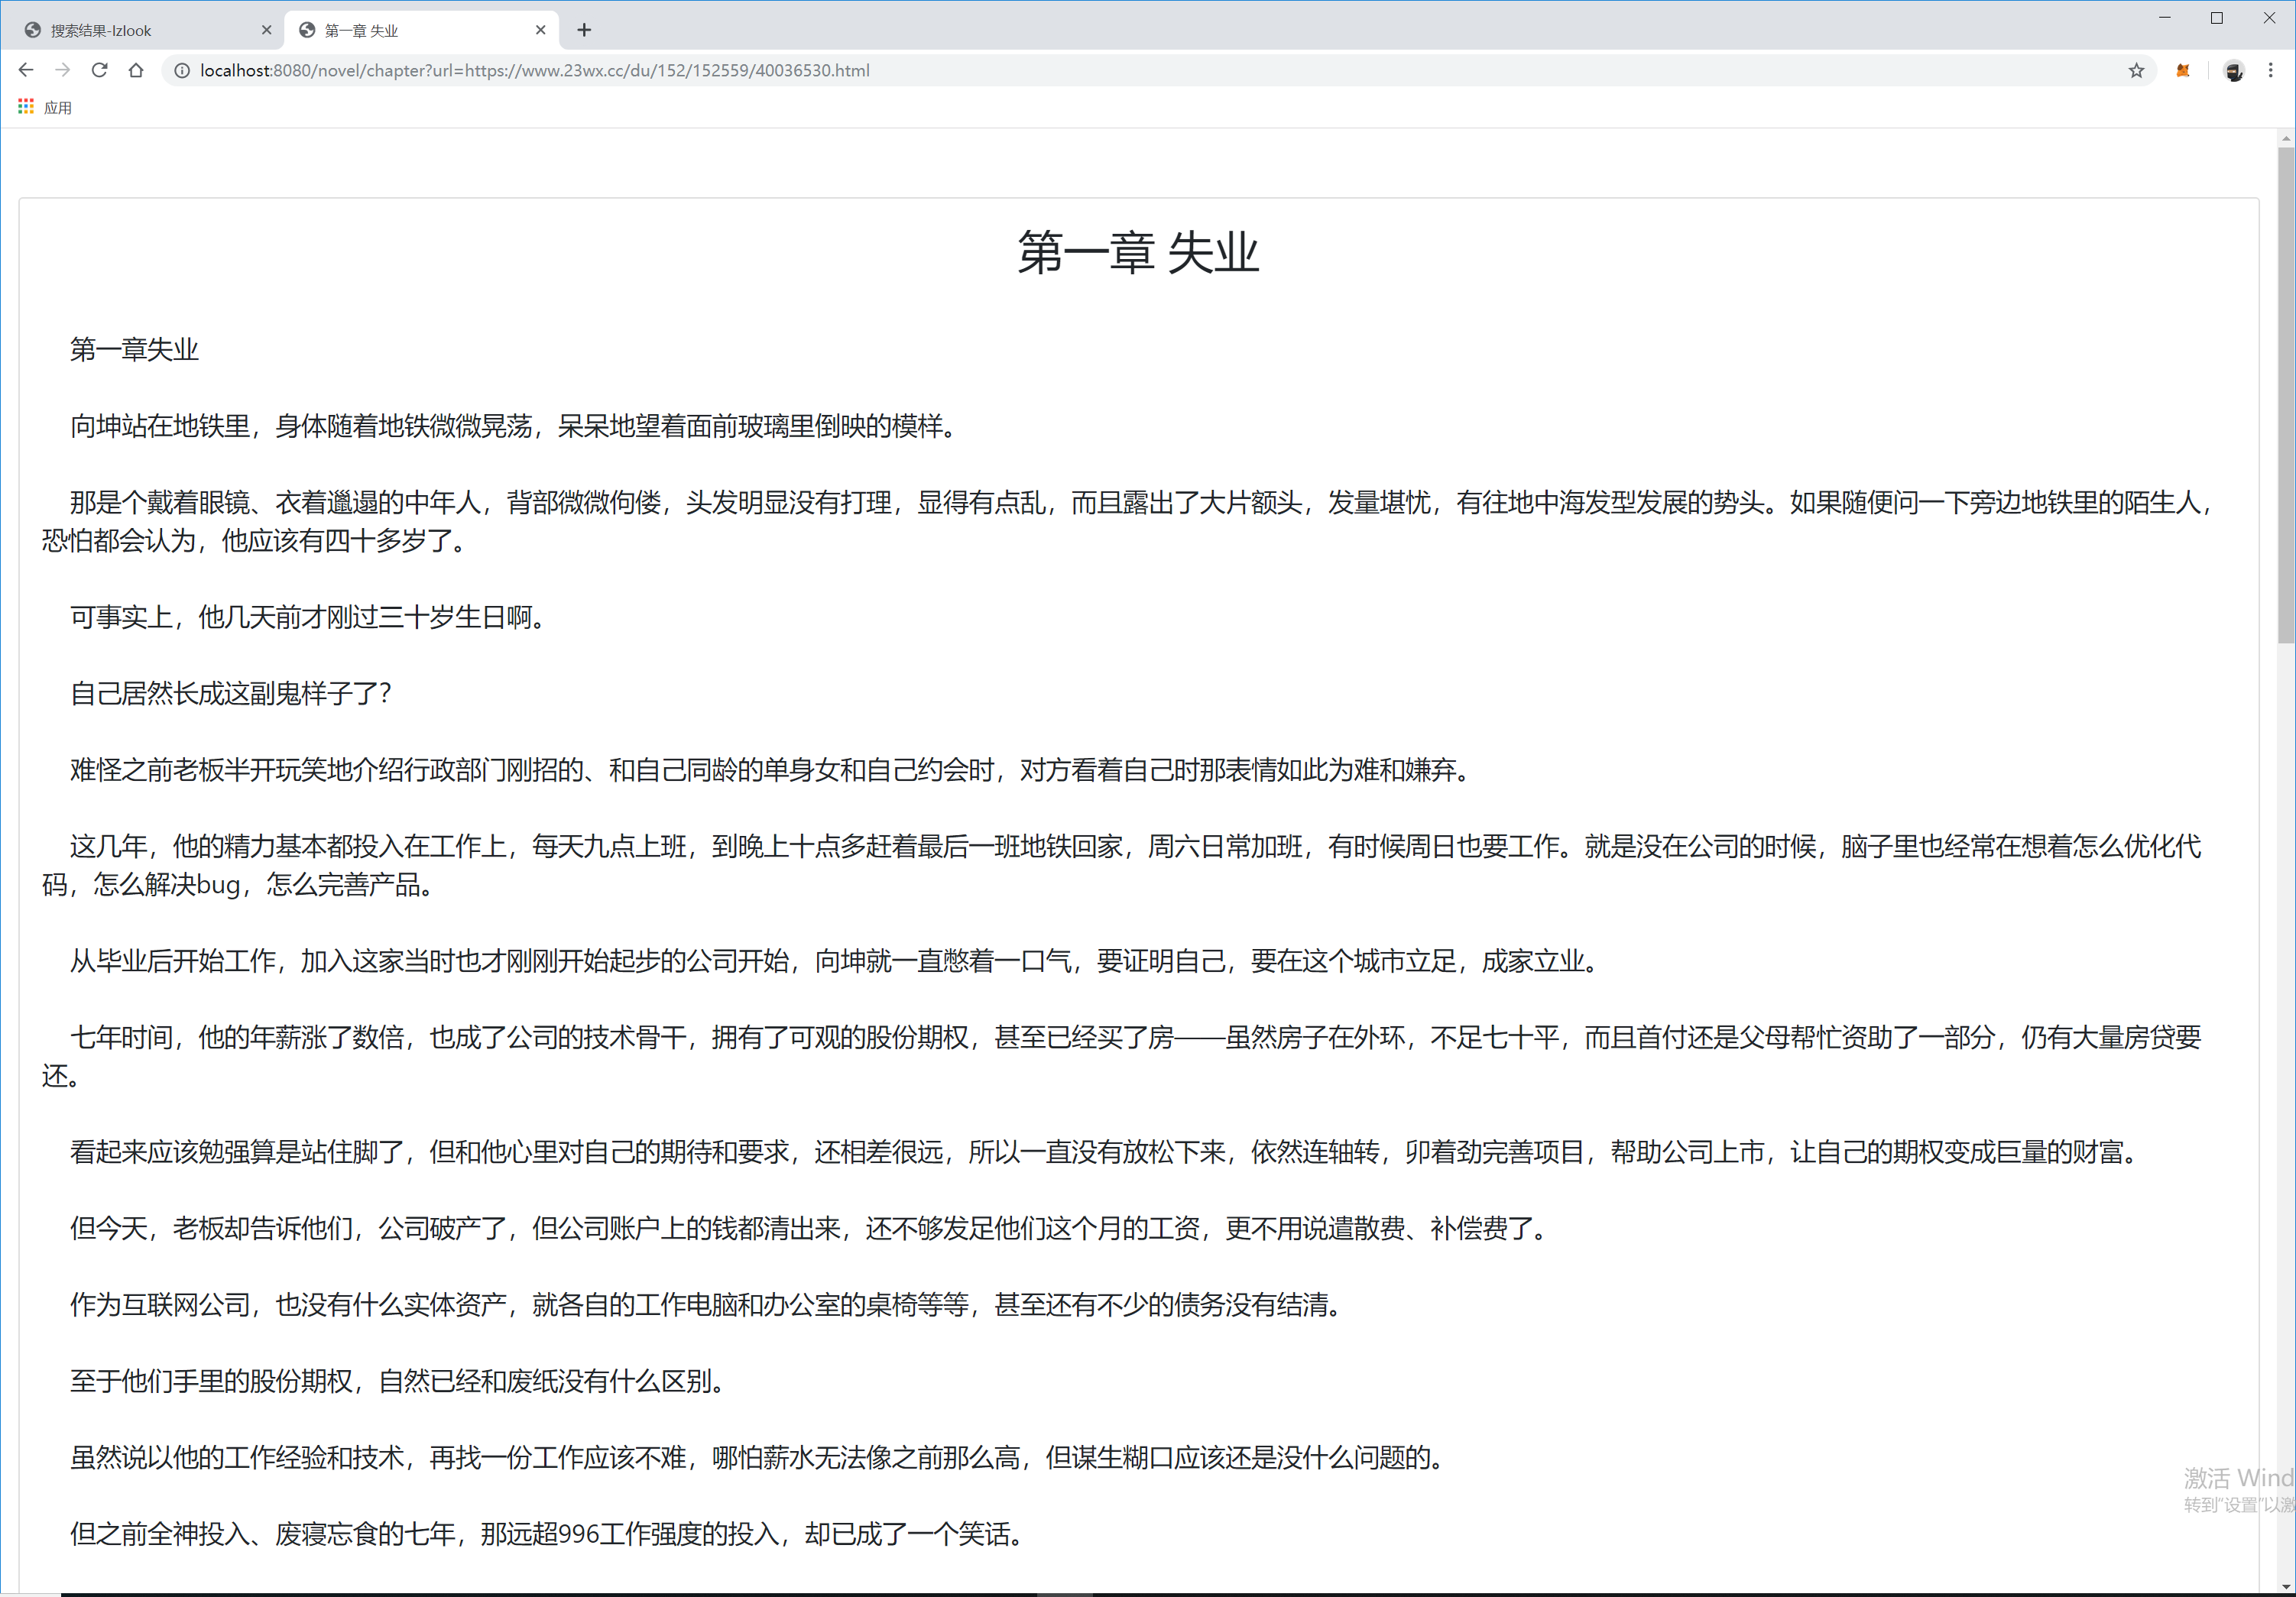 搜索结果-lzlook
第一章 失业
localhost:8080/novel/chapter?url=https://www.23wx.cc/du/152/152559/40036530.html
应用
第一章 失业
第一章失业
向坤站在地铁里，身体随着地铁微微晃荡，呆呆地望着面前玻璃里倒映的模样。
那是个戴着眼镜、衣着邋遢的中年人，背部微微佝偻，头发明显没有打理，显得有点乱，而且露出了大片额头，发量堪忧，有往地中海发型发展的势头。如果随便问一下旁边地铁里的陌生人，
恐怕都会认为，他应该有四十多岁了。
可事实上，他几天前才刚过三十岁生日啊。
自己居然长成这副鬼样子了？
难怪之前老板半开玩笑地介绍行政部门刚招的、和自己同龄的单身女和自己约会时，对方看着自己时那表情如此为难和嫌弃。
这几年，他的精力基本都投入在工作上，每天九点上班，到晚上十点多赶着最后一班地铁回家，周六日常加班，有时候周日也要工作。就是没在公司的时候，脑子里也经常在想着怎么优化代
码，怎么解决bug，怎么完善产品。
从毕业后开始工作，加入这家当时也才刚刚开始起步的公司开始，向坤就一直憋着一口气，要证明自己，要在这个城市立足，成家立业。
七年时间，他的年薪涨了数倍，也成了公司的技术骨干，拥有了可观的股份期权，甚至已经买了房——虽然房子在外环，不足七十平，而且首付还是父母帮忙资助了一部分，仍有大量房贷要
还。
看起来应该勉强算是站住脚了，但和他心里对自己的期待和要求，还相差很远，所以一直没有放松下来，依然连轴转，卯着劲完善项目，帮助公司上市，让自己的期权变成巨量的财富。
但今天，老板却告诉他们，公司破产了，但公司账户上的钱都清出来，还不够发足他们这个月的工资，更不用说遣散费、补偿费了。
作为互联网公司，也没有什么实体资产，就各自的工作电脑和办公室的桌椅等等，甚至还有不少的债务没有结清。
至于他们手里的股份期权，自然已经和废纸没有什么区别。
虽然说以他的工作经验和技术，再找一份工作应该不难，哪怕薪水无法像之前那么高，但谋生糊口应该还是没什么问题的。
但之前全神投入、废寝忘食的七年，那远超996工作强度的投入，却已成了一个笑话。
激活 Wind
转到“设置”以激